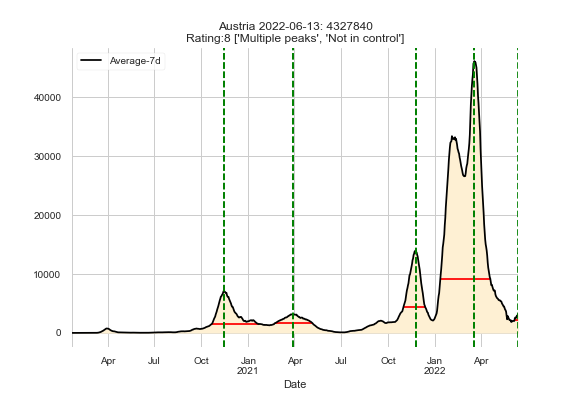 Austria 2022-06-13: 4327840
Rating:8 ['Multiple peaks', 'Not in control']
Average-7d
40000
30000
20000
10000
0
Apr Jul Oct Jan Apr Jul Oct Jan Apr
2021 2022
Date